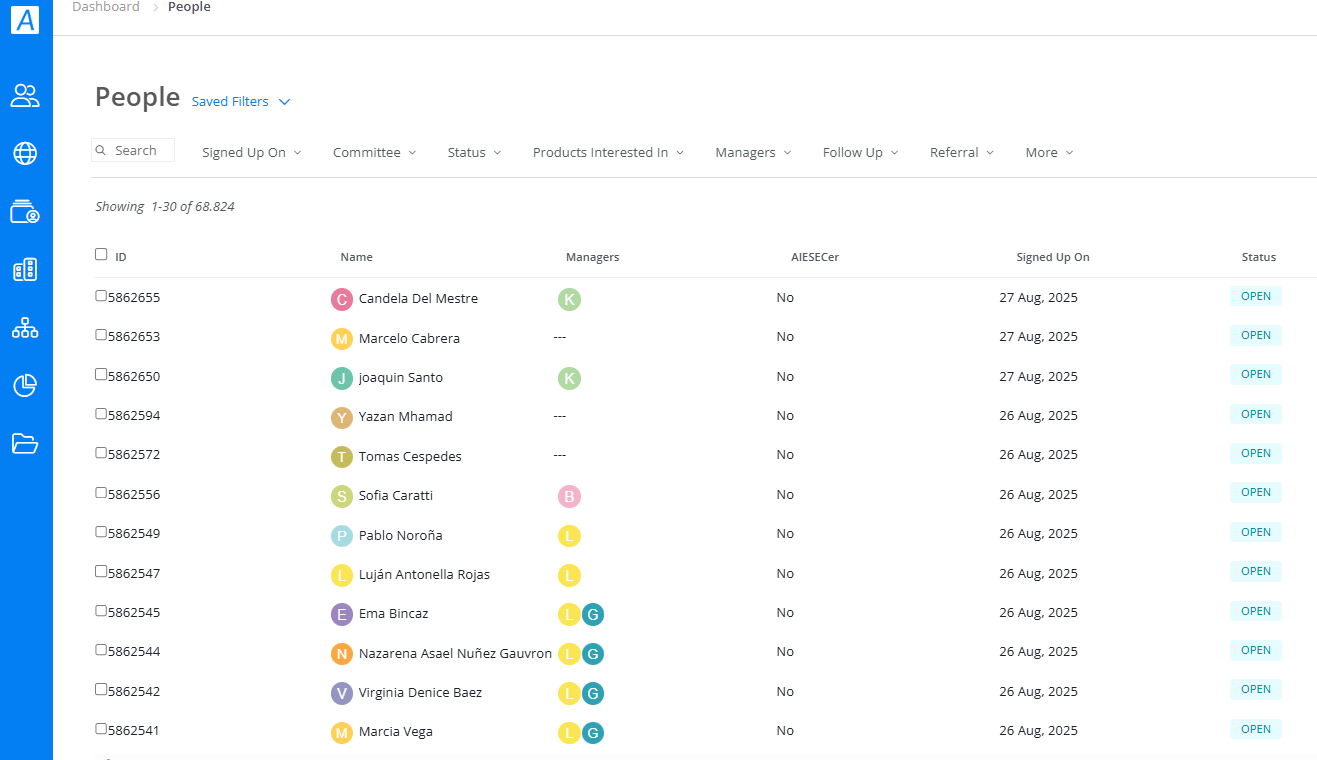 A
Dashboard > People
People Saved Filters
Search Signed Up On Committee Status Products Interested In Managers Follow Up Referral More
Showing 1-30 of 68.824
ID Name Managers AIESECer Signed Up On Status
5862655 C Candela Del Mestre K No 27 Aug, 2025 OPEN
5862653 M Marcelo Cabrera --- No 27 Aug, 2025 OPEN
5862650 J joaquin Santo K No 27 Aug, 2025 OPEN
5862594 Y Yazan Mhamad --- No 26 Aug, 2025 OPEN
5862572 T Tomas Cespedes --- No 26 Aug, 2025 OPEN
5862556 S Sofia Caratti B No 26 Aug, 2025 OPEN
5862549 P Pablo Noroña L No 26 Aug, 2025 OPEN
5862547 L Luján Antonella Rojas L No 26 Aug, 2025 OPEN
5862545 E Ema Bincaz L G No 26 Aug, 2025 OPEN
5862544 N Nazarena Asael Nuñez Gauvron L G No 26 Aug, 2025 OPEN
5862542 V Virginia Denice Baez L G No 26 Aug, 2025 OPEN
5862541 M Marcia Vega L G No 26 Aug, 2025 OPEN